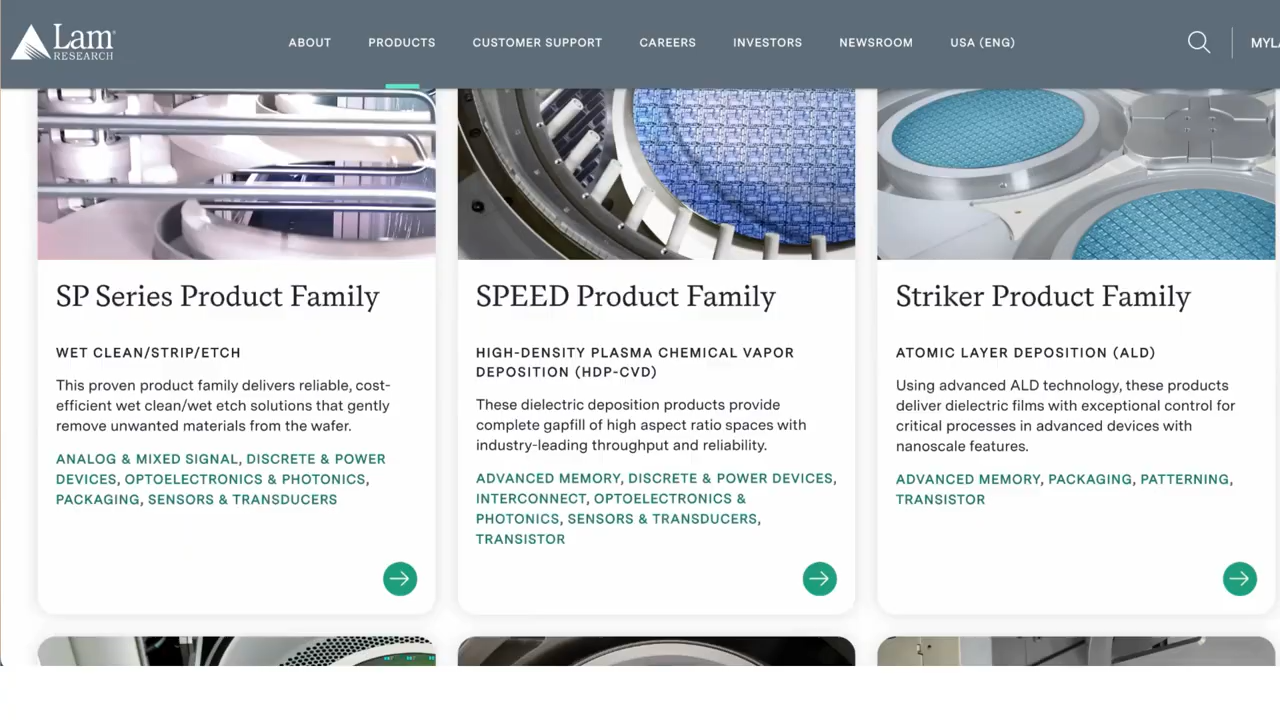 Lam
RESEARCH
ABOUT
PRODUCTS
CUSTOMER SUPPORT
CAREERS
INVESTORS
NEWSROOM
USA (ENG)
SP Series Product Family
WET CLEAN/STRIP/ETCH
This proven product family delivers reliable, cost-
efficient wet clean/wet etch solutions that gently
remove unwanted materials from the wafer.
ANALOG & MIXED SIGNAL, DISCRETE & POWER
DEVICES, OPTOELECTRONICS & PHOTONICS,
PACKAGING, SENSORS & TRANSDUCERS
SPEED Product Family
HIGH-DENSITY PLASMA CHEMICAL VAPOR
DEPOSITION (HDP-CVD)
These dielectric deposition products provide
complete gapfill of high aspect ratio spaces with
industry-leading throughput and reliability.
ADVANCED MEMORY, DISCRETE & POWER DEVICES,
INTERCONNECT, OPTOELECTRONICS &
PHOTONICS, SENSORS & TRANSDUCERS,
TRANSISTOR
Striker Product Family
ATOMIC LAYER DEPOSITION (ALD)
Using advanced ALD technology, these products
deliver dielectric films with exceptional control for
critical processes in advanced devices with
nanoscale features.
ADVANCED MEMORY, PACKAGING, PATTERNING,
TRANSISTOR